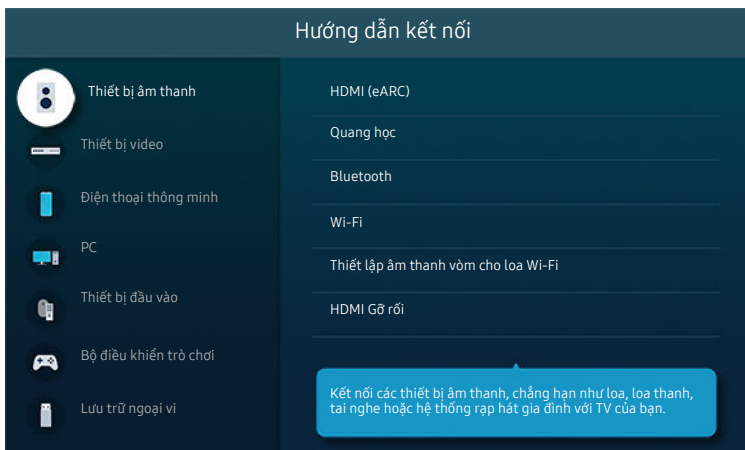 Hướng dẫn kết nối
Thiết bị âm thanh
Thiết bị video
Điện thoại thông minh
PC
Thiết bị đầu vào
Bộ điều khiển trò chơi
Lưu trữ ngoại vi
HDMI (eARC)
Quang học
Bluetooth
Wi-Fi
Thiết lập âm thanh vòm cho loa Wi-Fi
HDMI Gỡ rối
Kết nối các thiết bị âm thanh, chẳng hạn như loa, loa thanh,
tai nghe hoặc hệ thống rạp hát gia đình với TV của bạn.